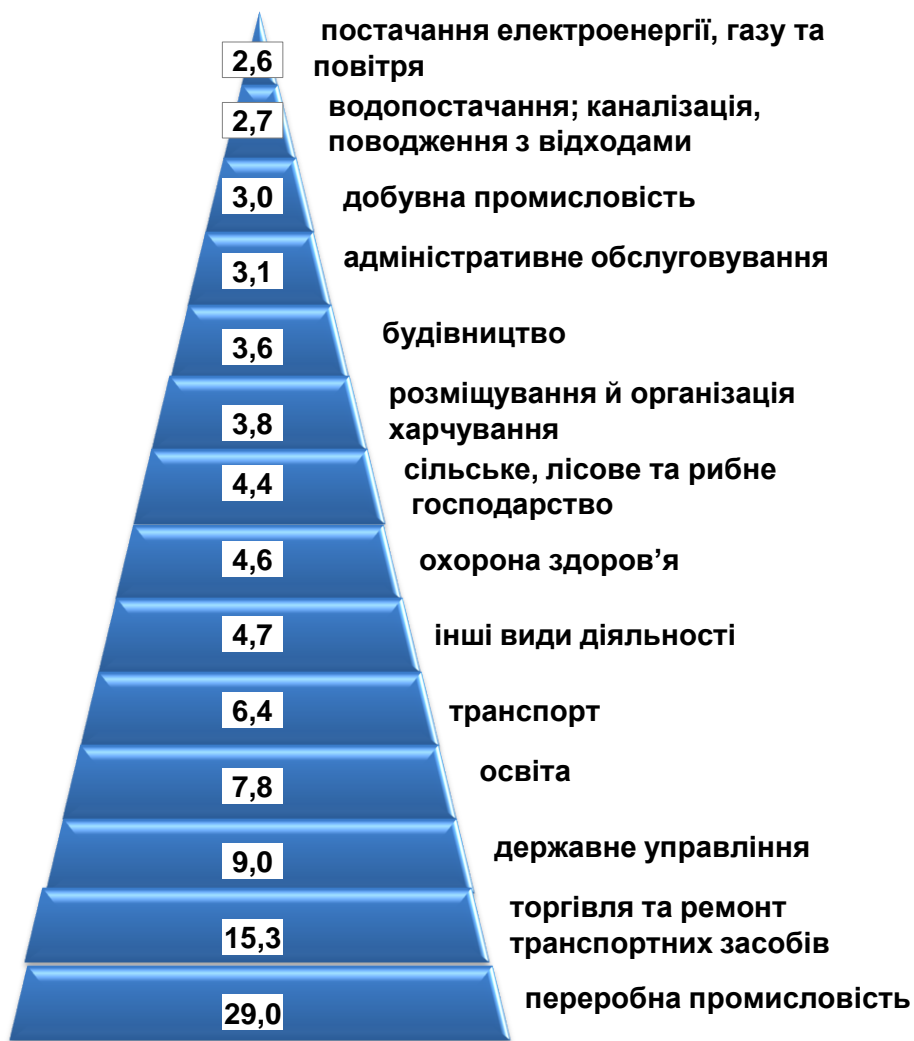 постачання електроенергії, газу та
2,6
повітря
водопостачання; каналізація,
2,7
поводження з відходами
3,0
добувна промисловість
адміністративне обслуговування
3,1
будівництво
3,6
розміщування й організація
3,8
харчування
сільське, лісове та рибне
4,4
господарство
4,6
охорона здоров’я
4,7
інші види діяльності
6,4
транспорт
освіта
7,8
державне управління
9,0
торгівля та ремонт
15,3
транспортних засобів
переробна промисловість
29,0